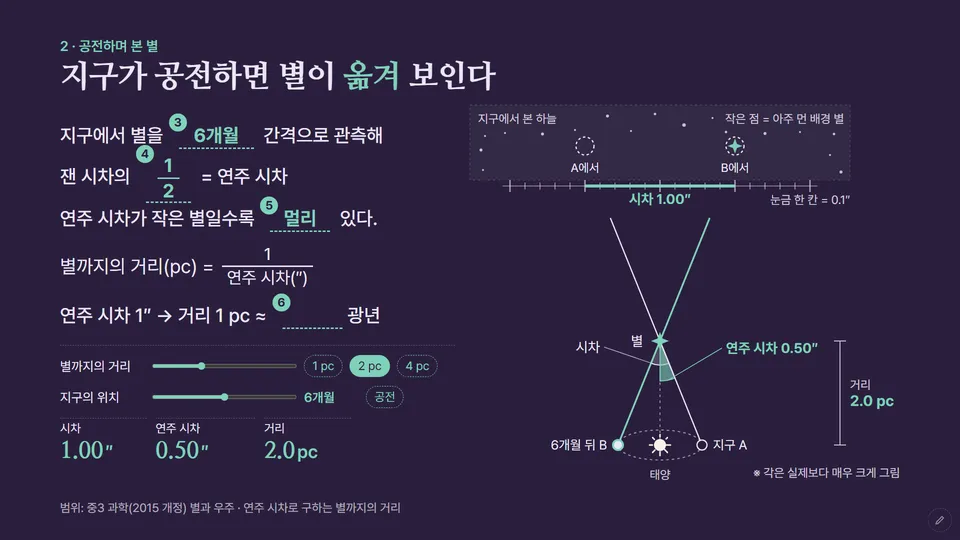 2 · 공전하며 본 별
지구가 공전하면 별이 옮겨 보인다
지구에서 별을 3 6개월 간격으로 관측해
잰 시차의 4 1/2 = 연주 시차
연주 시차가 작은 별일수록 5 멀리 있다.
별까지의 거리(pc) = 1/연주 시차(″)
연주 시차 1″ → 거리 1 pc ≈ 6 광년
별까지의 거리 1 pc 2 pc 4 pc
지구의 위치 6개월 공전
시차 연주 시차 거리
1.00″ 0.50″ 2.0pc
지구에서 본 하늘 작은 점 = 아주 먼 배경 별
A에서 B에서
시차 1.00″ 눈금 한 칸 = 0.1″
시차 별 연주 시차 0.50″
거리
2.0 pc
6개월 뒤 B 지구 A
태양
※ 각은 실제보다 매우 크게 그림
범위: 중3 과학(2015 개정) 별과 우주 · 연주 시차로 구하는 별까지의 거리